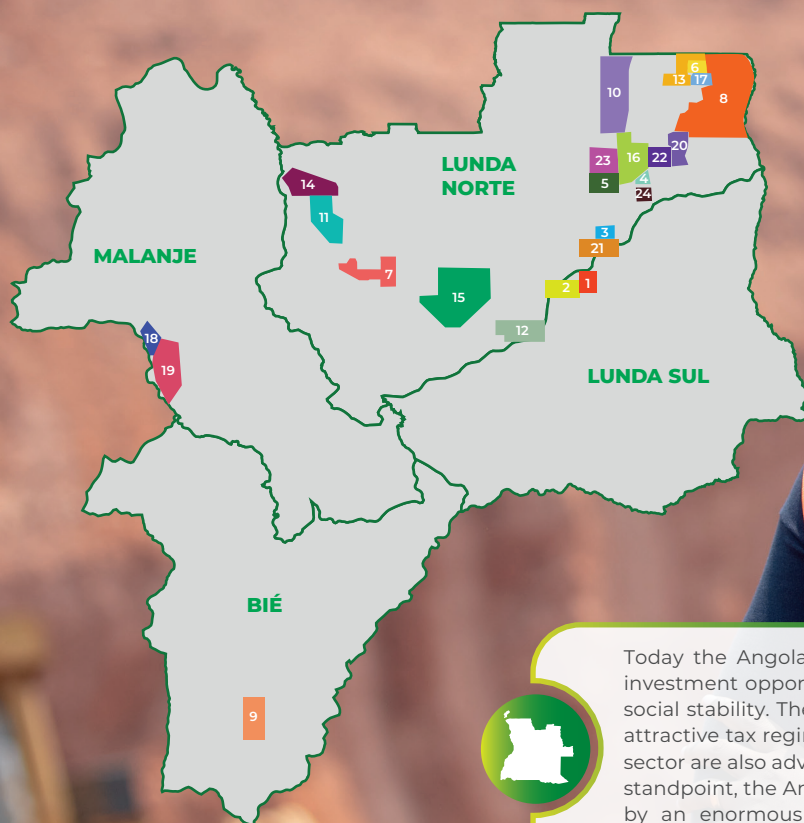 6
13 17
10
8
20
16
22
23
4
5
24
LUNDA
NORTE
14
11
3
21
MALANJE
7
1
2
15
12
18
19
LUNDA SUL
BIÉ
9
Today the Angola
investment oppor
social stability. The
attractive tax regi
sector are also adv
standpoint, the A
by an enormous